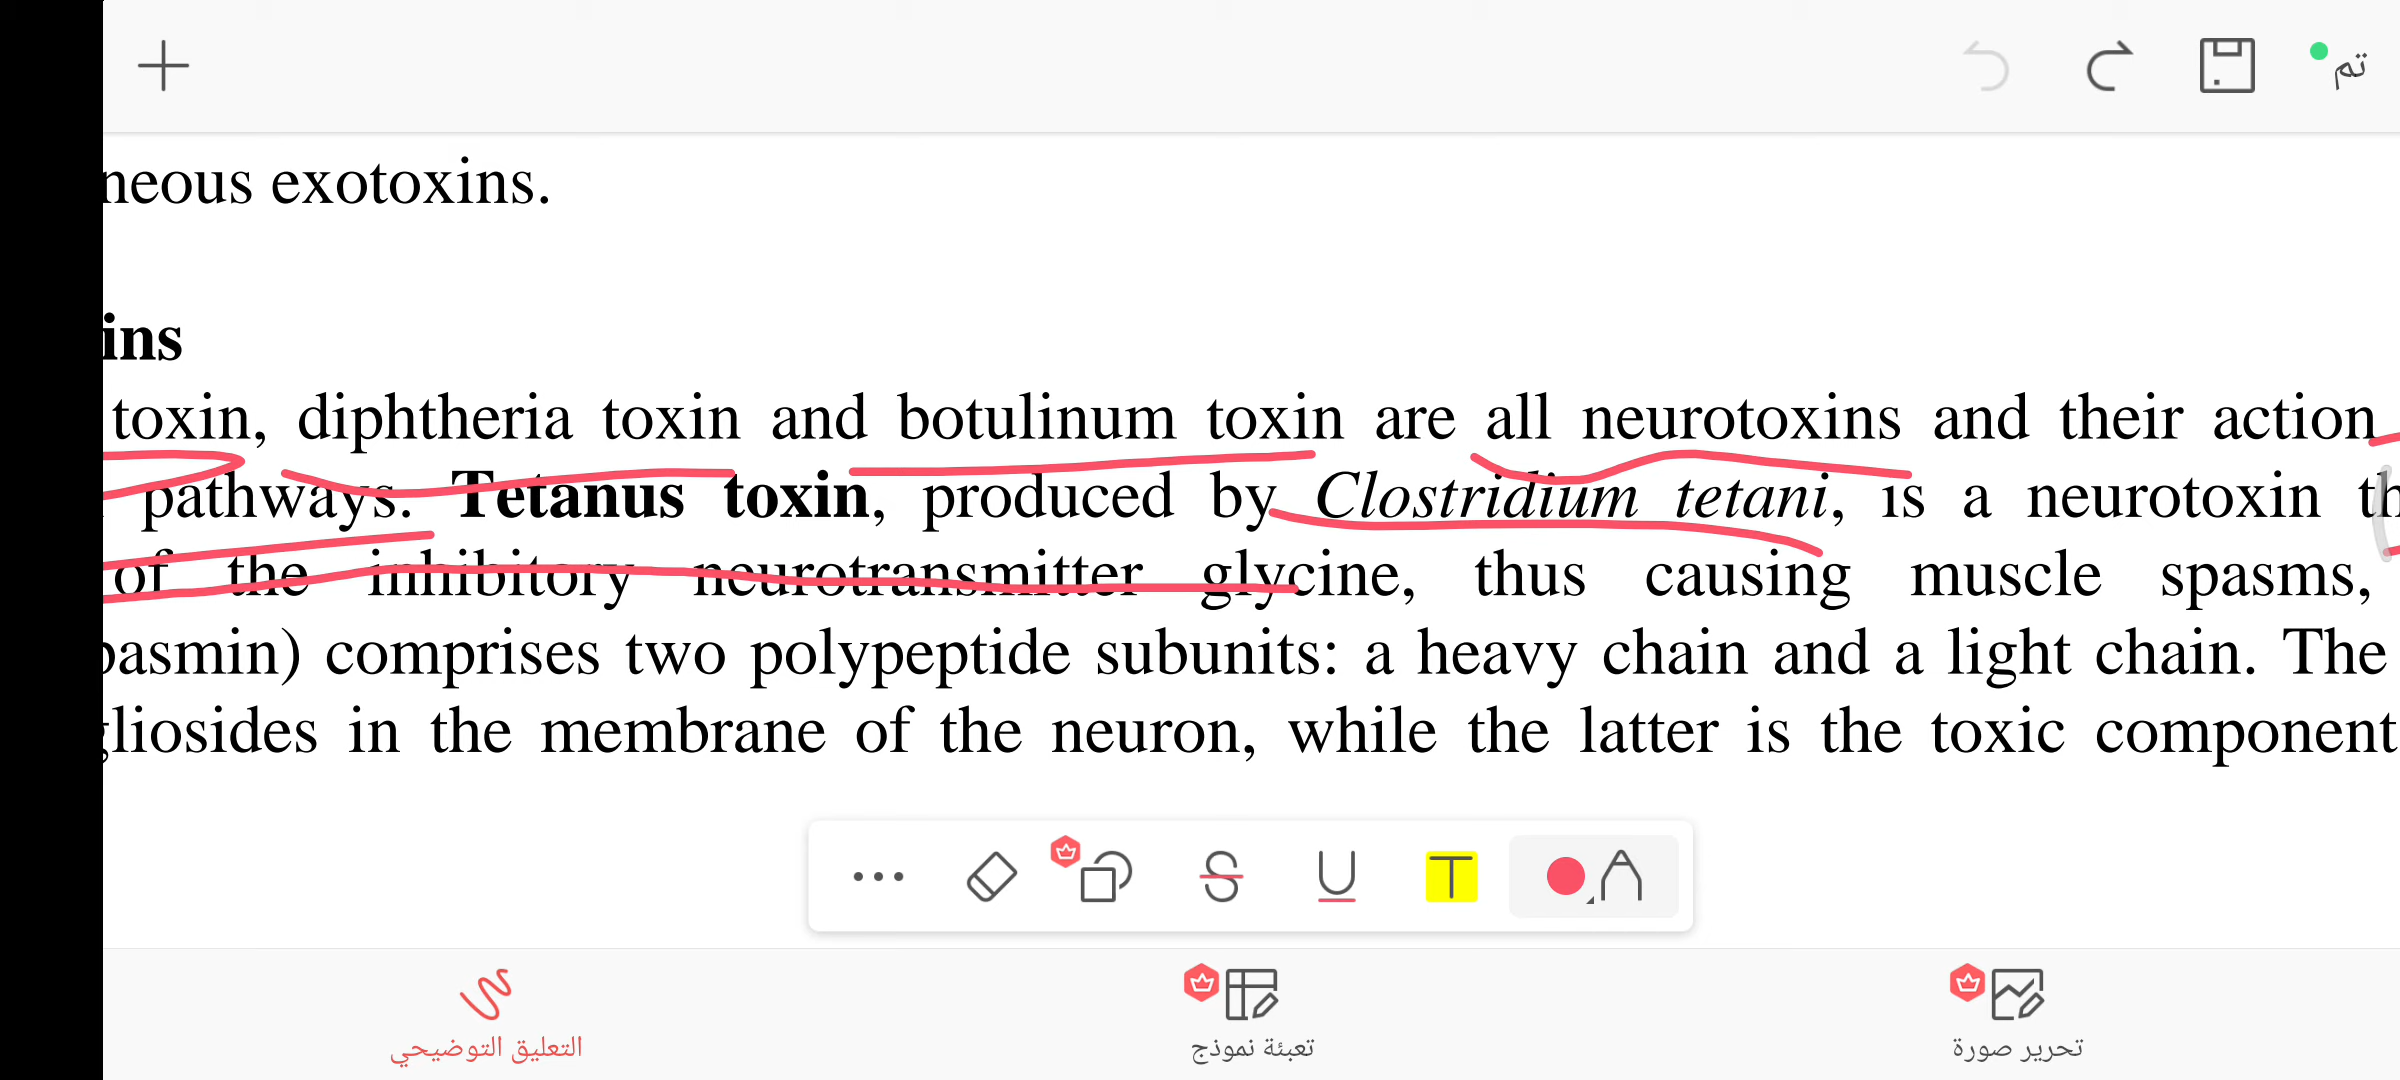 تم
neous exotoxins.
ins
toxin, diphtheria toxin and botulinum toxin are all neurotoxins and their action
pathways. Tetanus toxin, produced by Clostridium tetani, is a neurotoxin th
of the inhibitory neurotransmitter glycine, thus causing muscle spasms,
pasmin) comprises two polypeptide subunits: a heavy chain and a light chain. The
gliosides in the membrane of the neuron, while the latter is the toxic component
التعليق التوضيحي
تعبئة نموذج
تحرير صورة